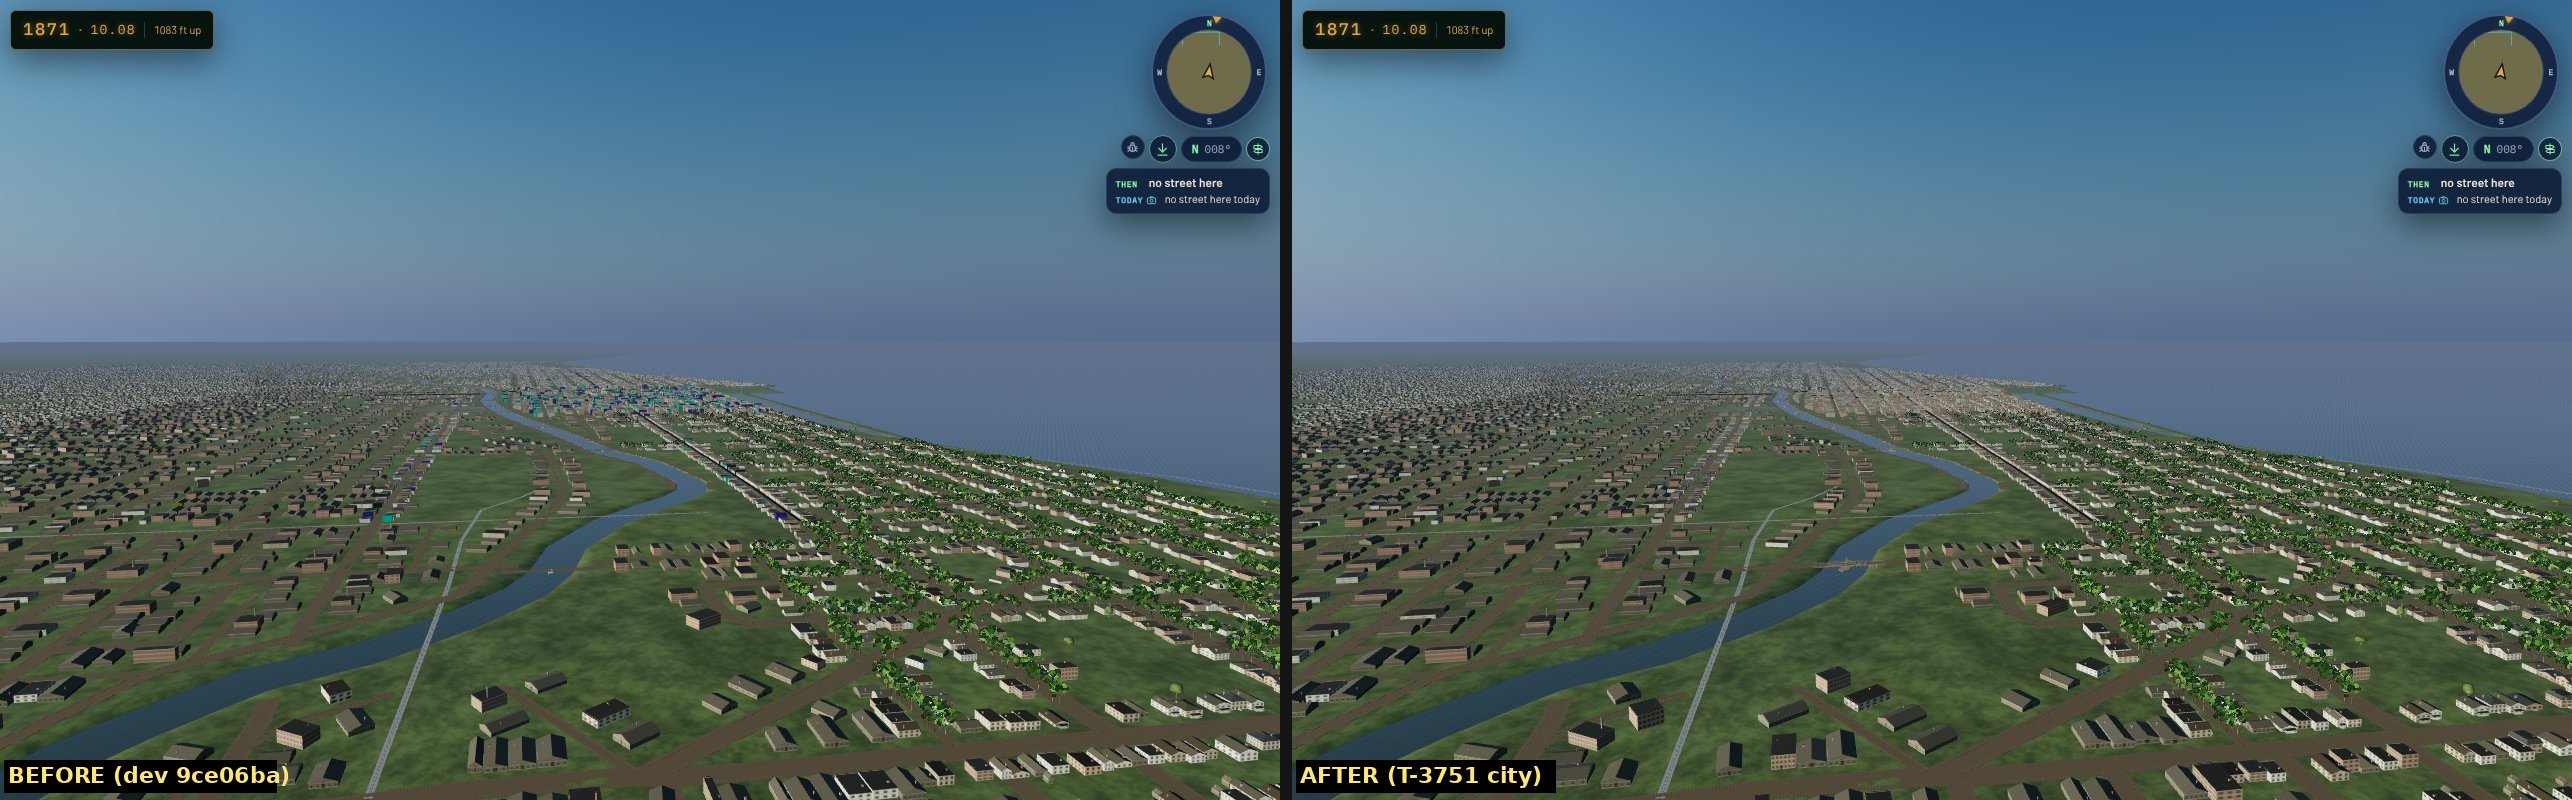 1871 · 10.08 1083 ft up
N
W E
S
N 008°
THEN no street here
TODAY no street here today
BEFORE (dev 9ce06ba)
1871 · 10.08 1083 ft up
N
W E
S
N 008°
THEN no street here
TODAY no street here today
AFTER (T-3751 city)